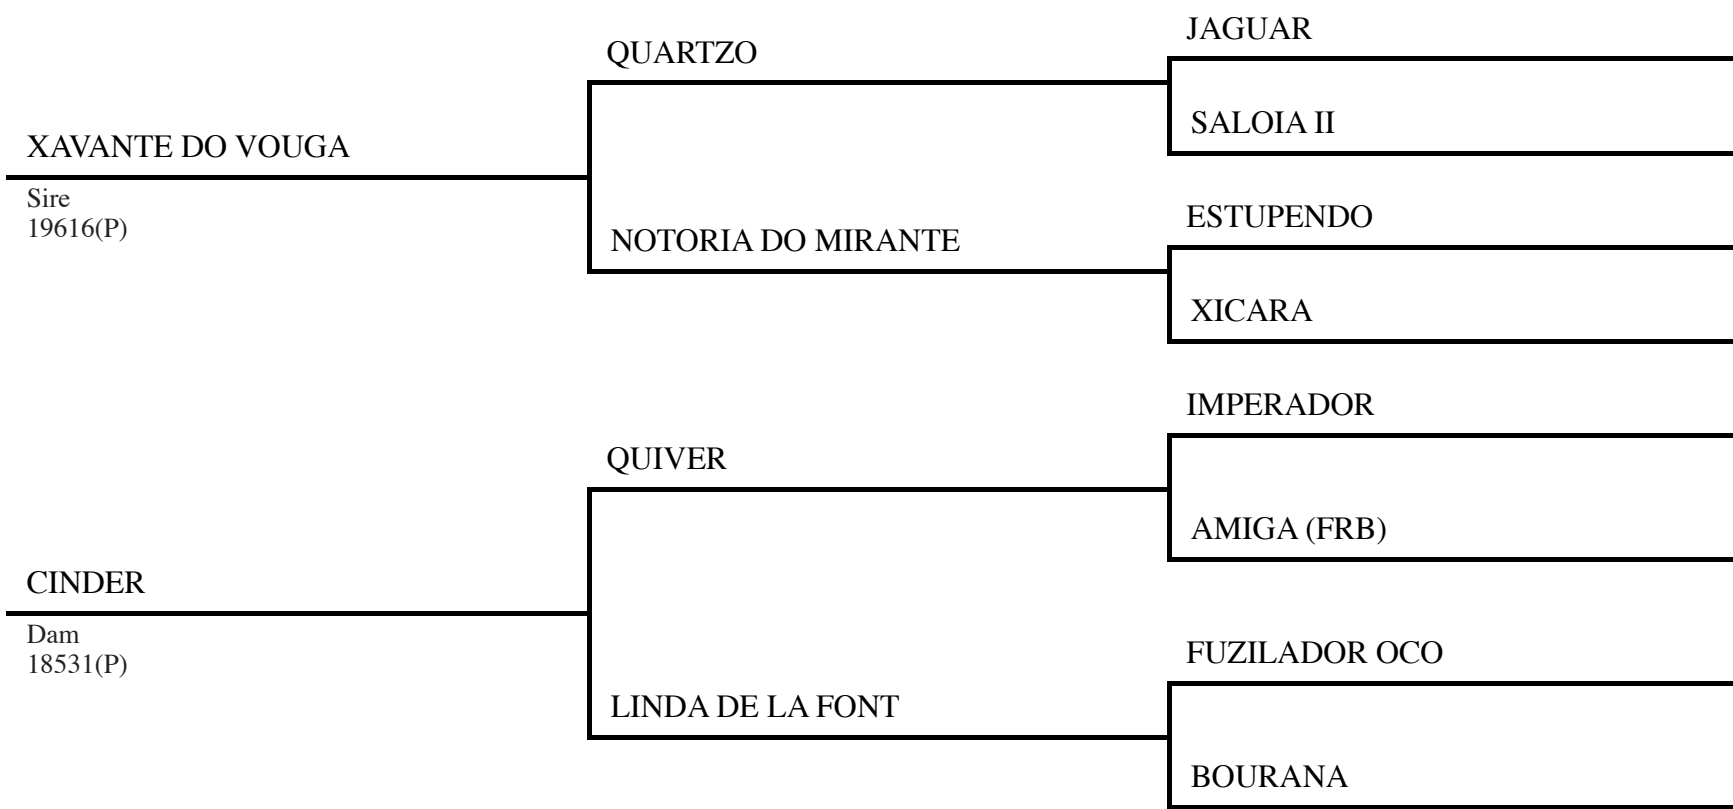 JAGUAR
QUARTZO
SALOIA II
XAVANTE DO VOUGA
Sire
19616(P)
ESTUPENDO
NOTORIA DO MIRANTE
XICARA
IMPERADOR
QUIVER
AMIGA (FRB)
CINDER
Dam
18531(P)
FUZILADOR OCO
LINDA DE LA FONT
BOURANA